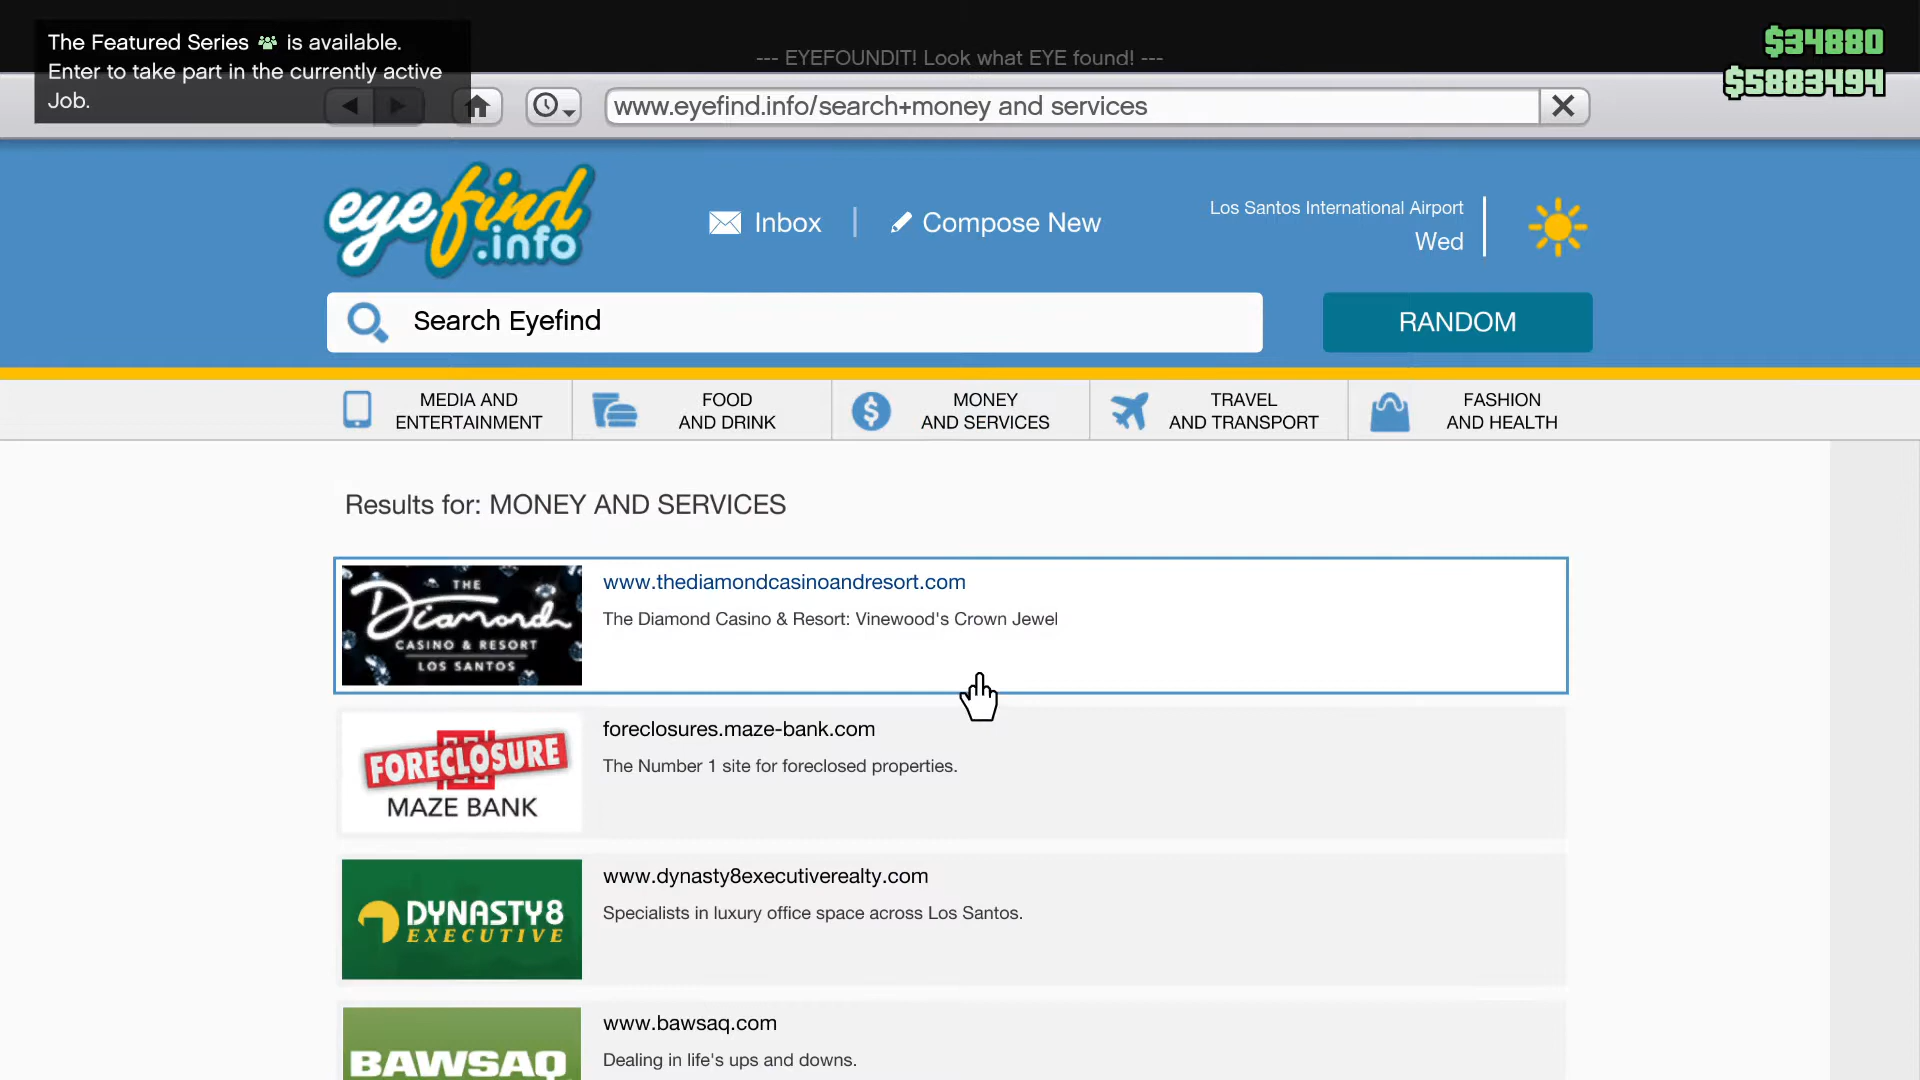 The Featured Series is available.
Enter to take part in the currently active
Job.
--- EYEFOUNDIT! Look what EYE found! ---
$34880
$5883494
www.eyefind.info/search+money and services
eyefind
.info
Inbox
Compose New
Los Santos International Airport
Wed
Search Eyefind
RANDOM
MEDIA AND
ENTERTAINMENT
FOOD
AND DRINK
MONEY
AND SERVICES
TRAVEL
AND TRANSPORT
FASHION
AND HEALTH
Results for: MONEY AND SERVICES
THE
Diamond
CASINO & RESORT
LOS SANTOS
www.thediamondcasinoandresort.com
The Diamond Casino & Resort: Vinewood's Crown Jewel
FORECLOSURE
MAZE BANK
foreclosures.maze-bank.com
The Number 1 site for foreclosed properties.
DYNASTY8
EXECUTIVE
www.dynasty8executiverealty.com
Specialists in luxury office space across Los Santos.
BAWSAQ
www.bawsaq.com
Dealing in life's ups and downs.